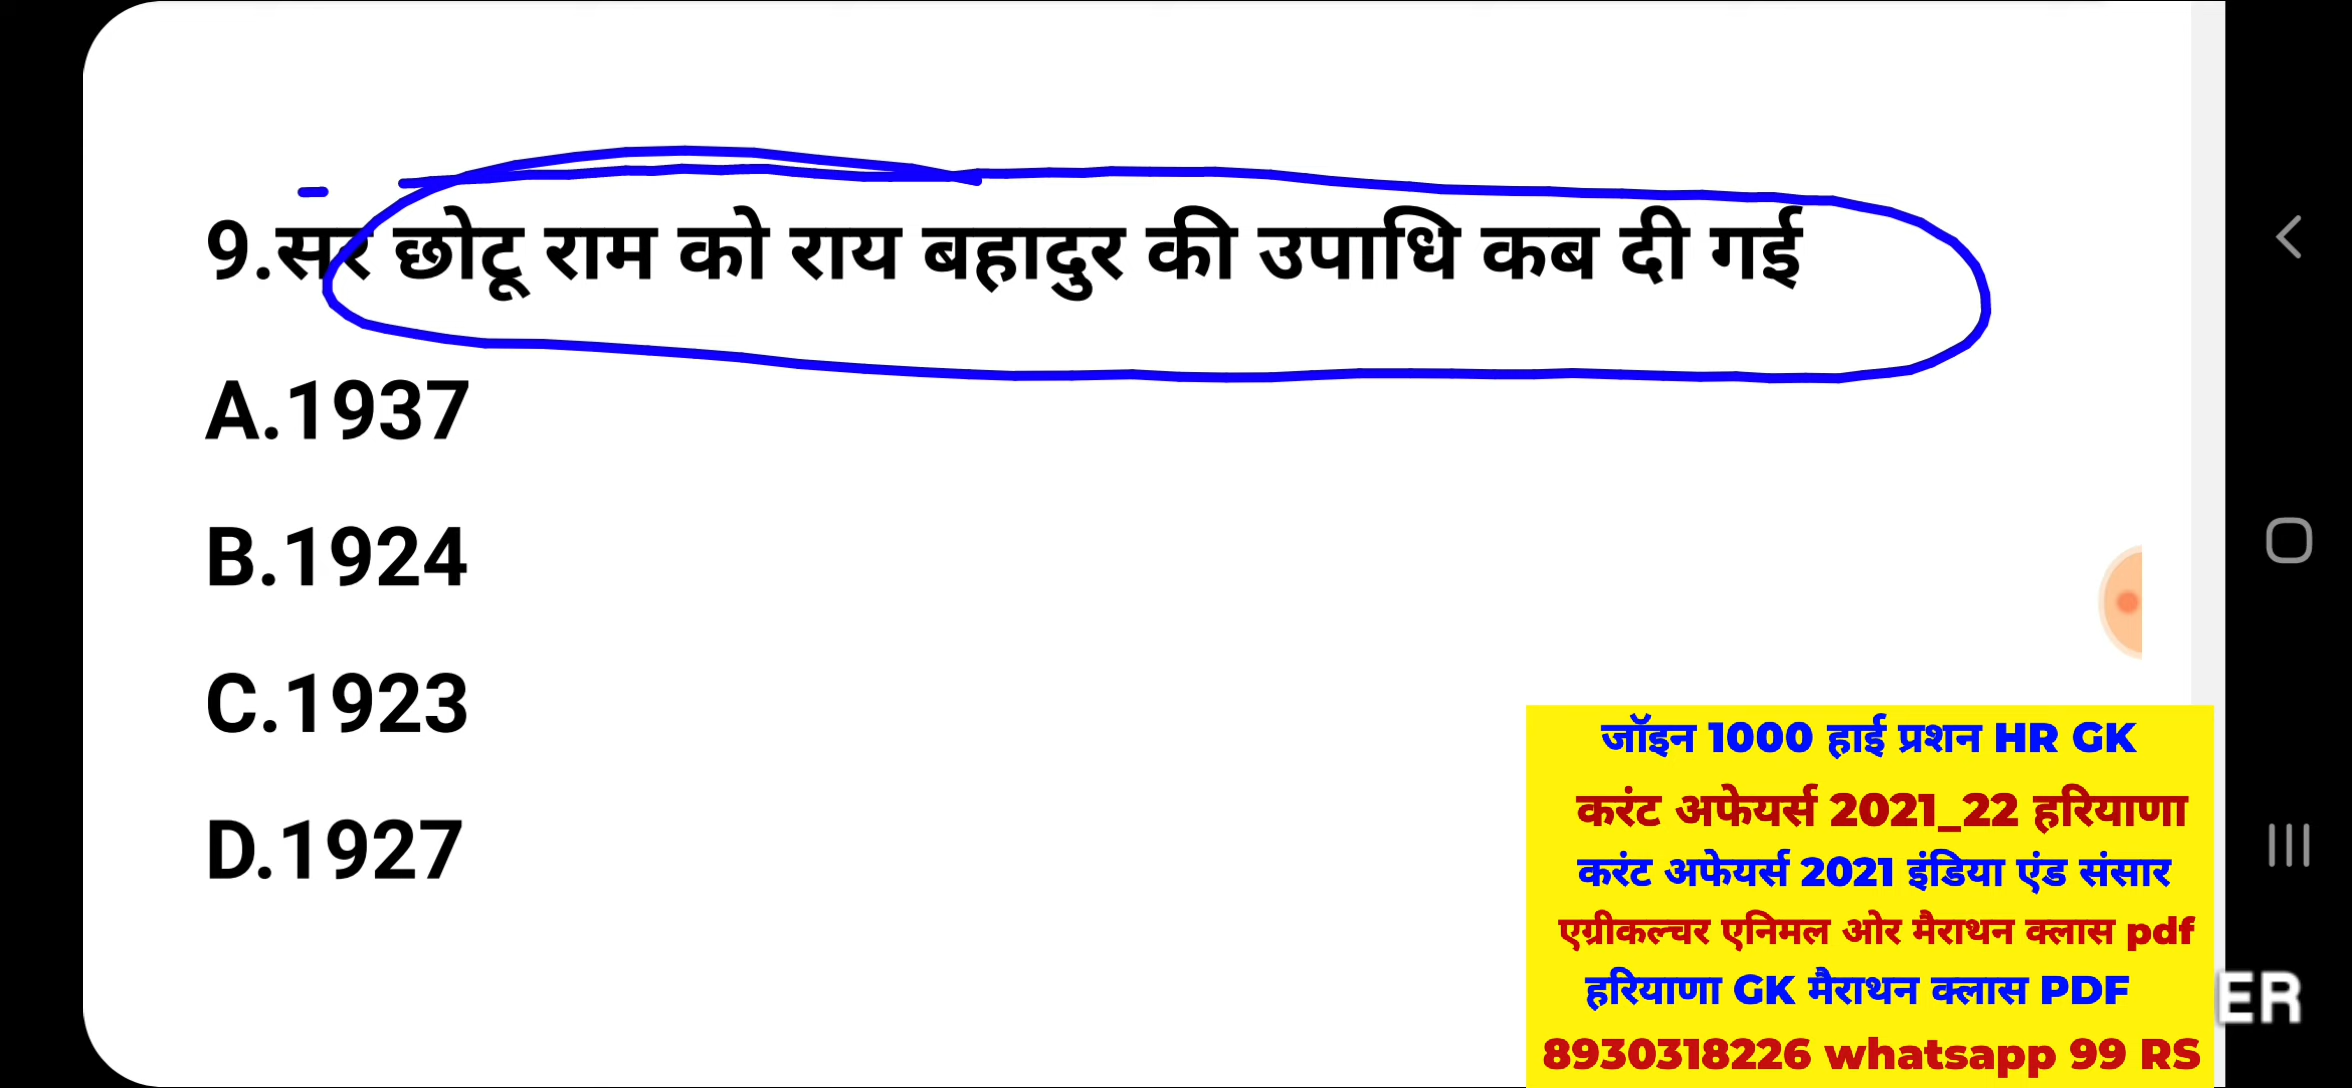 9.सर छोटू राम को राय बहादुर की उपाधि कब दी गई
A.1937
B.1924
C.1923
D.1927
जॉइन 1000 हाई प्रशन HR GK
करंट अफेयर्स 2021_22 हरियाणा
करंट अफेयर्स 2021 इंडिया एंड संसार
एग्रीकल्चर एनिमल ओर मैराथन क्लास pdf
हरियाणा GK मैराथन क्लास PDF
8930318226 whatsapp 99 RS
ER